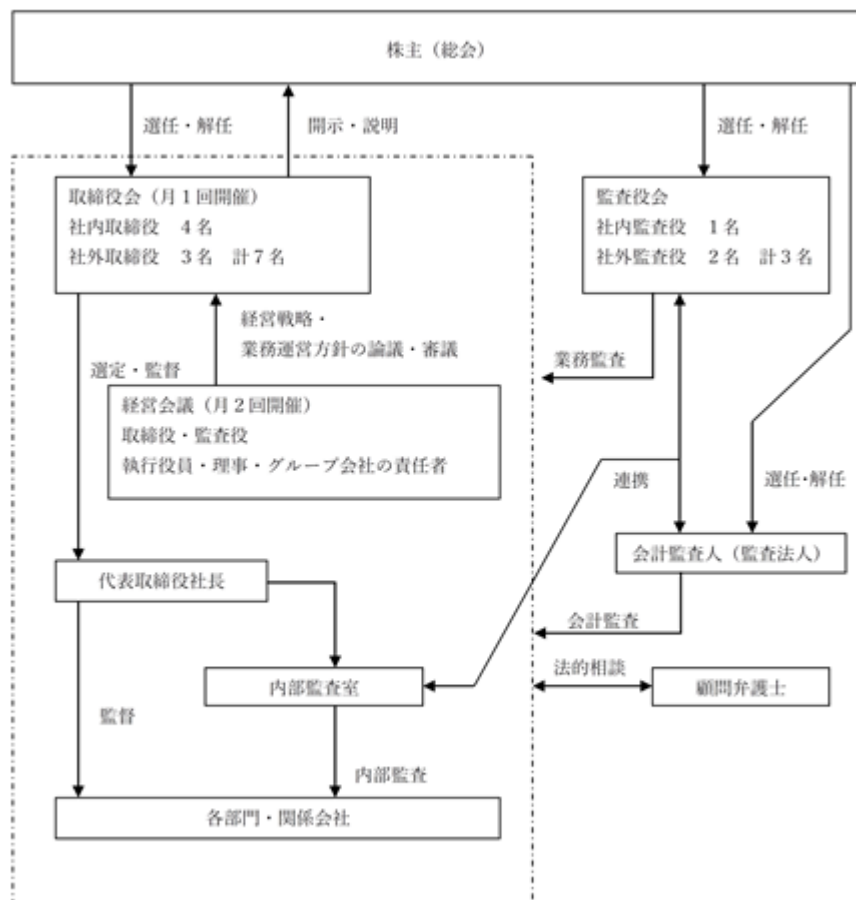 株主（総会）
選任・解任
開示・説明
選任・解任
取締役会（月１回開催）
社内取締役　４名
社外取締役　３名　計７名
監査役会
社内監査役　１名
社外監査役　２名　計３名
経営戦略・
業務運営方針の論議・審議
業務監査
選定・監督
経営会議（月２回開催）
取締役・監査役
執行役員・理事・グループ会社の責任者
連携
選任・解任
会計監査人（監査法人）
代表取締役社長
会計監査
法的相談
内部監査室
顧問弁護士
監督
内部監査
各部門・関係会社